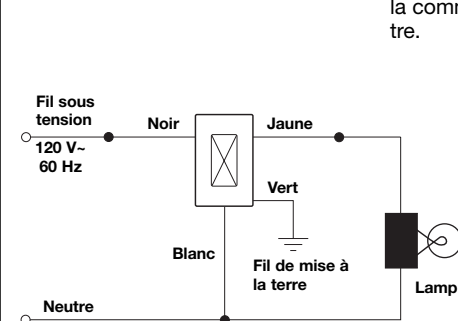 la comm
tre.
Fil sous
tension
120 V~
60 Hz
Noir
Jaune
Vert
Blanc
Fil de mise à
la terre
Lamp
Neutre